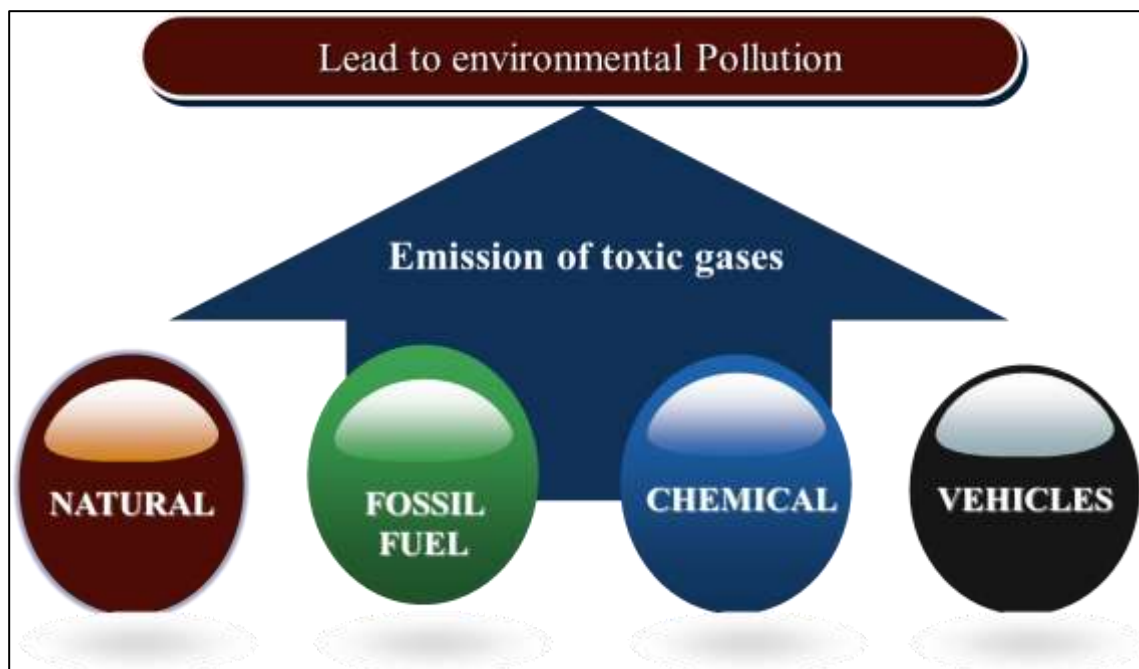 Lead to environmental Pollution
Emission of toxic gases
NATURAL
FOSSIL
FUEL
CHEMICAL
VEHICLES